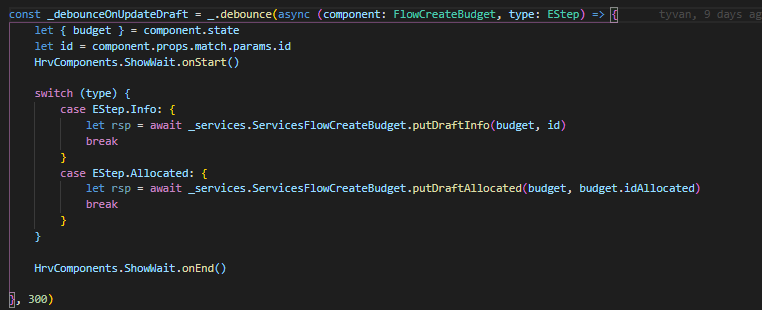 const _debounceOnUpdateDraft = _.debounce(async (component: FlowCreateBudget, type: EStep) => { tyvan, 9 days ag
    let { budget } = component.state
    let id = component.props.match.params.id
    HrvComponents.ShowWait.onStart()

    switch (type) {
        case EStep.Info: {
            let rsp = await _services.ServicesFlowCreateBudget.putDraftInfo(budget, id)
            break
        }
        case EStep.Allocated: {
            let rsp = await _services.ServicesFlowCreateBudget.putDraftAllocated(budget, budget.idAllocated)
            break
        }
    }

    HrvComponents.ShowWait.onEnd()

}, 300)